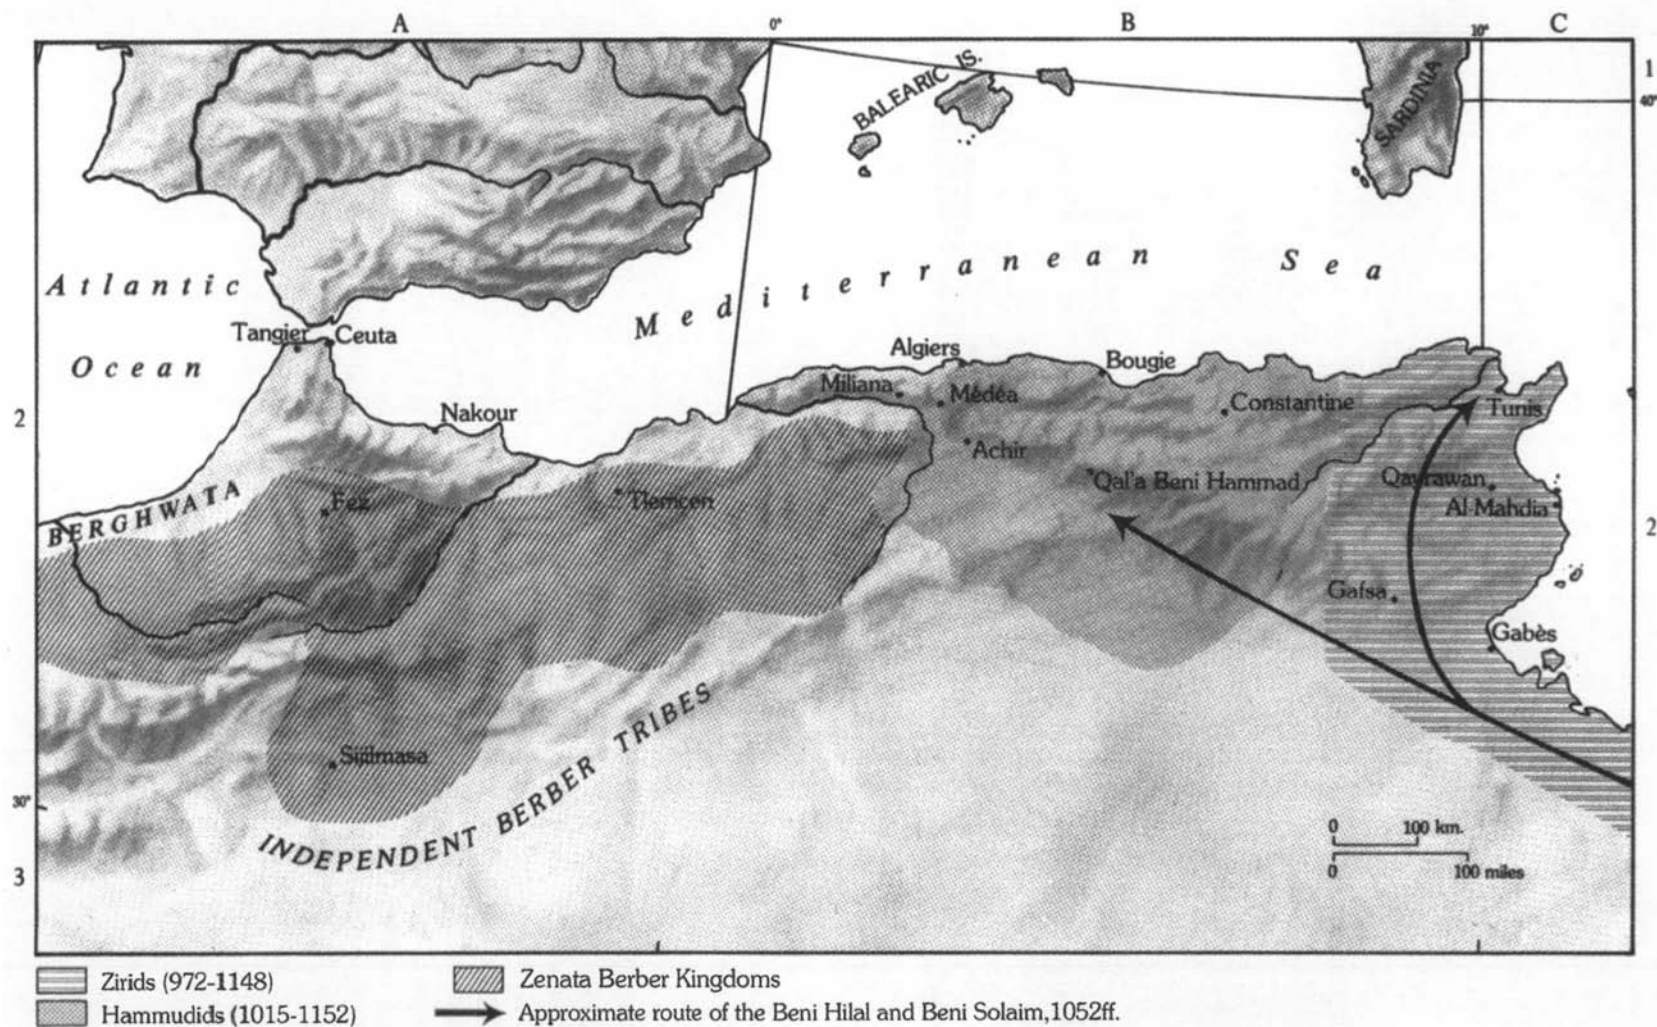 A
0°
B
10°
C
1
40°
BALEARIC IS.
SARDINIA
Atlantic
Ocean
Mediterranean Sea
Tangier
Ceuta
Algiers
Bougie
Miliana
Médéa
Constantine
Tunis
2
Nakour
Achir
Qal'a Beni Hammad
Qayrawan
Al-Mahdia
BERGHWATA
Fez
Tlemcen
2
Gafsa
Gabès
Sijilmasa
INDEPENDENT BERBER TRIBES
30°
3
0 100 km.
0 100 miles
Zirids (972-1148)
Zenata Berber Kingdoms
Hammudids (1015-1152)
Approximate route of the Beni Hilal and Beni Solaim,1052ff.